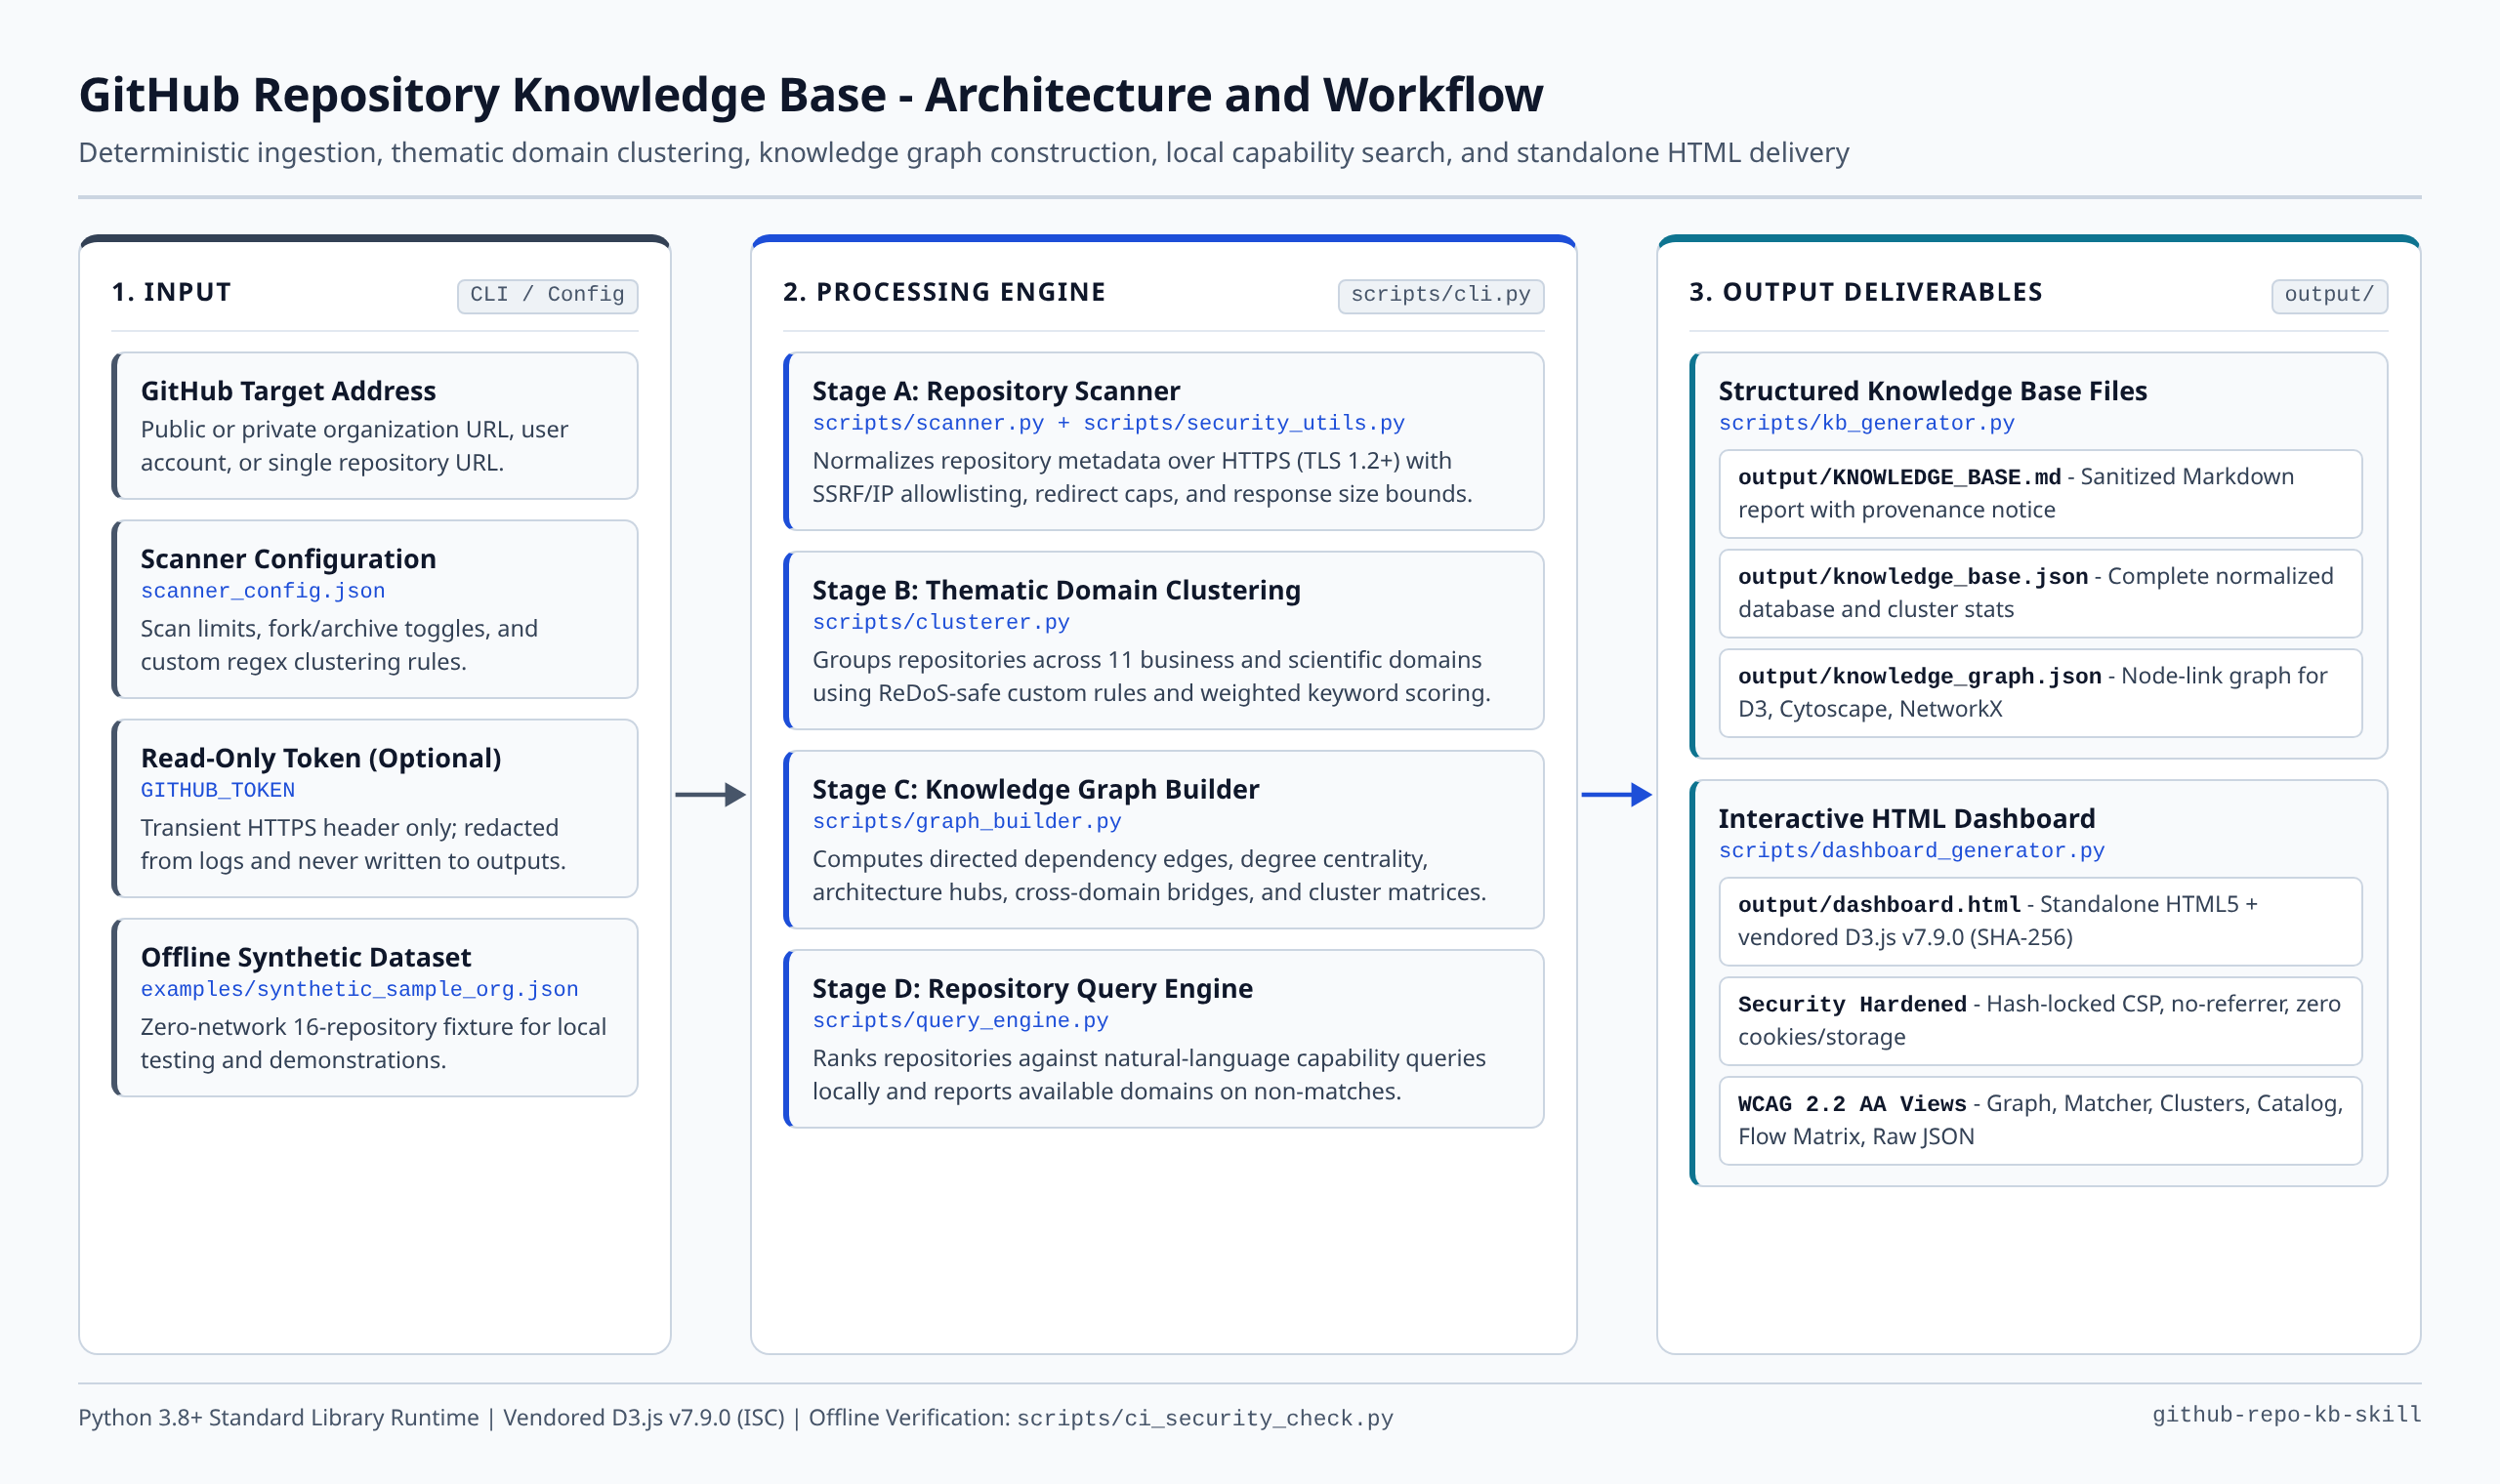 GitHub Repository Knowledge Base - Architecture and Workflow
Deterministic ingestion, thematic domain clustering, knowledge graph construction, local capability search, and standalone HTML delivery
1. INPUT
CLI / Config
GitHub Target Address
Public or private organization URL, user
account, or single repository URL.
Scanner Configuration
scanner_config.json
Scan limits, fork/archive toggles, and
custom regex clustering rules.
Read-Only Token (Optional)
GITHUB_TOKEN
Transient HTTPS header only; redacted
from logs and never written to outputs.
Offline Synthetic Dataset
examples/synthetic_sample_org.json
Zero-network 16-repository fixture for local
testing and demonstrations.
2. PROCESSING ENGINE
scripts/cli.py
Stage A: Repository Scanner
scripts/scanner.py + scripts/security_utils.py
Normalizes repository metadata over HTTPS (TLS 1.2+) with
SSRF/IP allowlisting, redirect caps, and response size bounds.
Stage B: Thematic Domain Clustering
scripts/clusterer.py
Groups repositories across 11 business and scientific domains
using ReDoS-safe custom rules and weighted keyword scoring.
Stage C: Knowledge Graph Builder
scripts/graph_builder.py
Computes directed dependency edges, degree centrality,
architecture hubs, cross-domain bridges, and cluster matrices.
Stage D: Repository Query Engine
scripts/query_engine.py
Ranks repositories against natural-language capability queries
locally and reports available domains on non-matches.
3. OUTPUT DELIVERABLES
output/
Structured Knowledge Base Files
scripts/kb_generator.py
output/KNOWLEDGE_BASE.md - Sanitized Markdown
report with provenance notice
output/knowledge_base.json - Complete normalized
database and cluster stats
output/knowledge_graph.json - Node-link graph for
D3, Cytoscape, NetworkX
Interactive HTML Dashboard
scripts/dashboard_generator.py
output/dashboard.html - Standalone HTML5 +
vendored D3.js v7.9.0 (SHA-256)
Security Hardened - Hash-locked CSP, no-referrer, zero
cookies/storage
WCAG 2.2 AA Views - Graph, Matcher, Clusters, Catalog,
Flow Matrix, Raw JSON
Python 3.8+ Standard Library Runtime | Vendored D3.js v7.9.0 (ISC) | Offline Verification: scripts/ci_security_check.py
github-repo-kb-skill